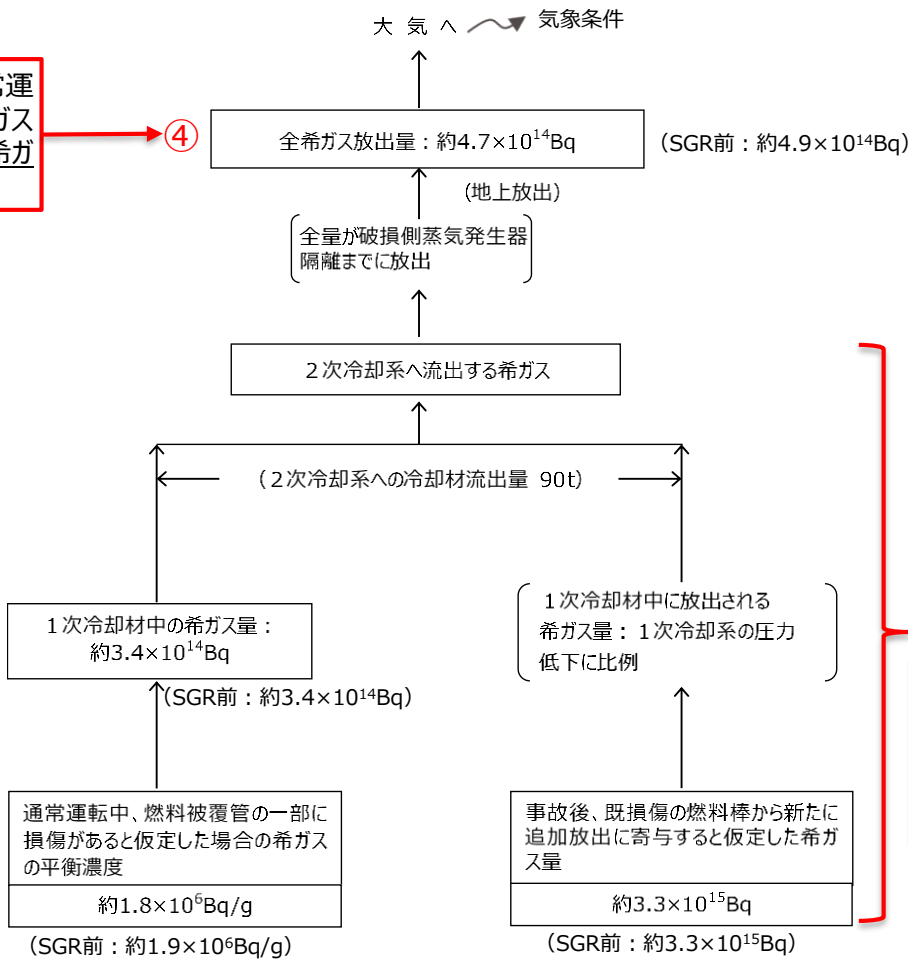 大 気 へ
気象条件
常運
ガス
希ガ
④
全希ガス放出量：約4.7×10¹⁴Bq
（SGR前：約4.9×10¹⁴Bq）
（地上放出）
全量が破損側蒸気発生器
隔離までに放出
２次冷却系へ流出する希ガス
（２次冷却系への冷却材流出量 90t）
１次冷却材中の希ガス量：
約3.4×10¹⁴Bq
（SGR前：約3.4×10¹⁴Bq）
１次冷却材中に放出される
希ガス量：１次冷却系の圧力
低下に比例
通常運転中、燃料被覆管の一部に
損傷があると仮定した場合の希ガス
の平衡濃度
約1.8×10⁶Bq/g
（SGR前：約1.9×10⁶Bq/g）
事故後、既損傷の燃料棒から新たに
追加放出に寄与すると仮定した希ガ
ス量
約3.3×10¹⁵Bq
（SGR前：約3.3×10¹⁵Bq）